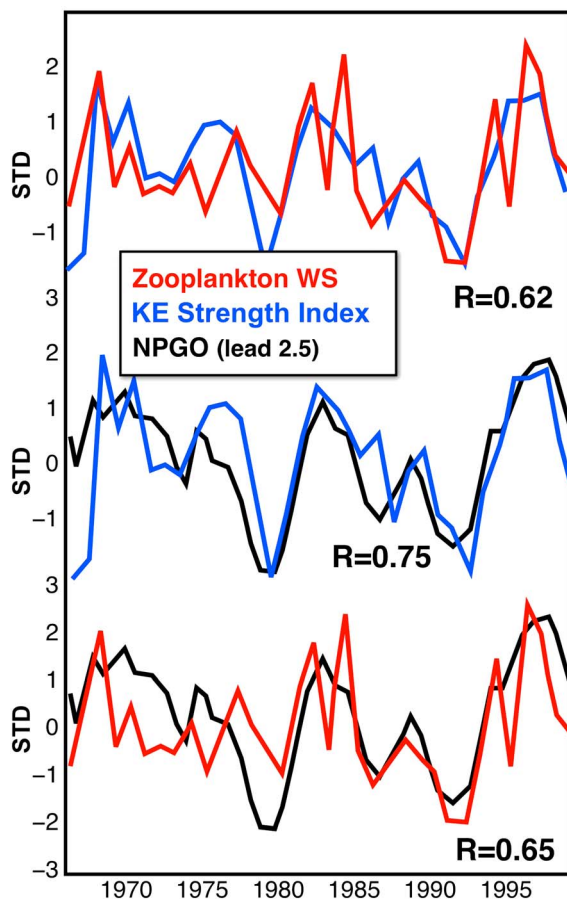 2
1
STD
0
−1
Zooplankton WS
KE Strength Index
NPGO (lead 2.5)
R=0.62
3
2
1
STD
0
−1
R=0.75
3
2
1
STD
0
−1
−2
−3
R=0.65
1970 1975 1980 1985 1990 1995